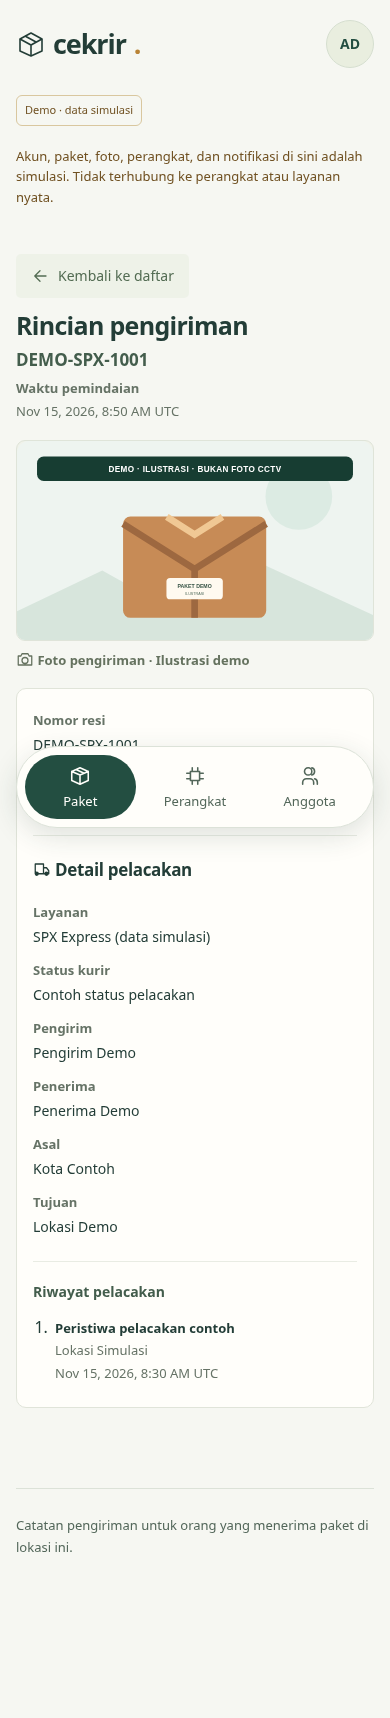 cekrir .
AD
Demo · data simulasi
Akun, paket, foto, perangkat, dan notifikasi di sini adalah
simulasi. Tidak terhubung ke perangkat atau layanan
nyata.
Kembali ke daftar
Rincian pengiriman
DEMO-SPX-1001
Waktu pemindaian
Nov 15, 2026, 8:50 AM UTC
DEMO · ILUSTRASI · BUKAN FOTO CCTV
PAKET DEMO
ILUSTRASI
Foto pengiriman · Ilustrasi demo
Nomor resi
DEMO-SPX-1001
Paket
Perangkat
Anggota
Detail pelacakan
Layanan
SPX Express (data simulasi)
Status kurir
Contoh status pelacakan
Pengirim
Pengirim Demo
Penerima
Penerima Demo
Asal
Kota Contoh
Tujuan
Lokasi Demo
Riwayat pelacakan
1. Peristiwa pelacakan contoh
Lokasi Simulasi
Nov 15, 2026, 8:30 AM UTC
Catatan pengiriman untuk orang yang menerima paket di
lokasi ini.